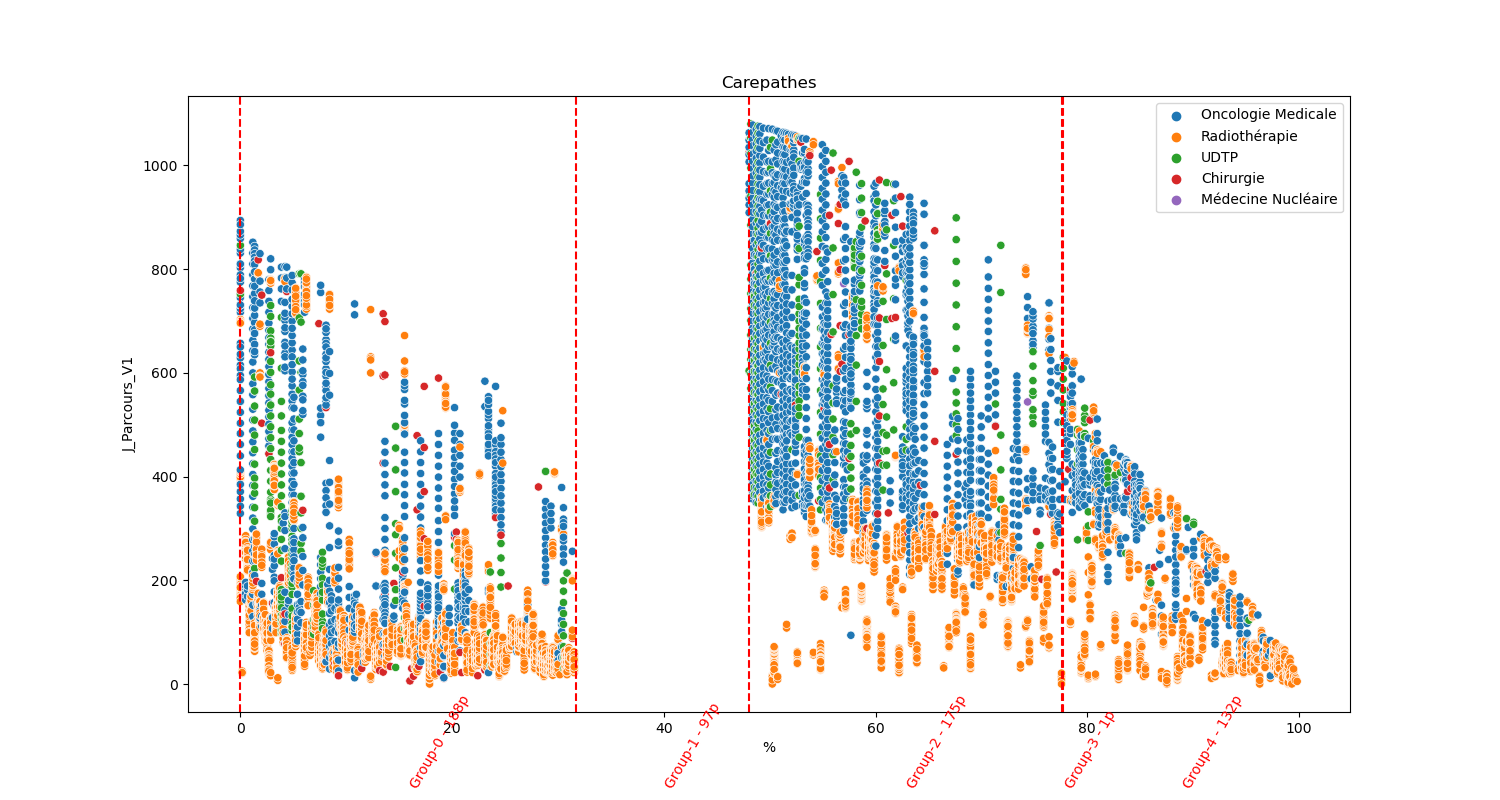 Carepathes
Oncologie Medicale
Radiothérapie
UDTP
Chirurgie
Médecine Nucléaire
J_Parcours_V1
1000
800
600
400
200
0
0
20
40
60
80
100
%
Group-0 - 188p
Group-1 - 97p
Group-2 - 175p
Group-3 - 1p
Group-4 - 132p